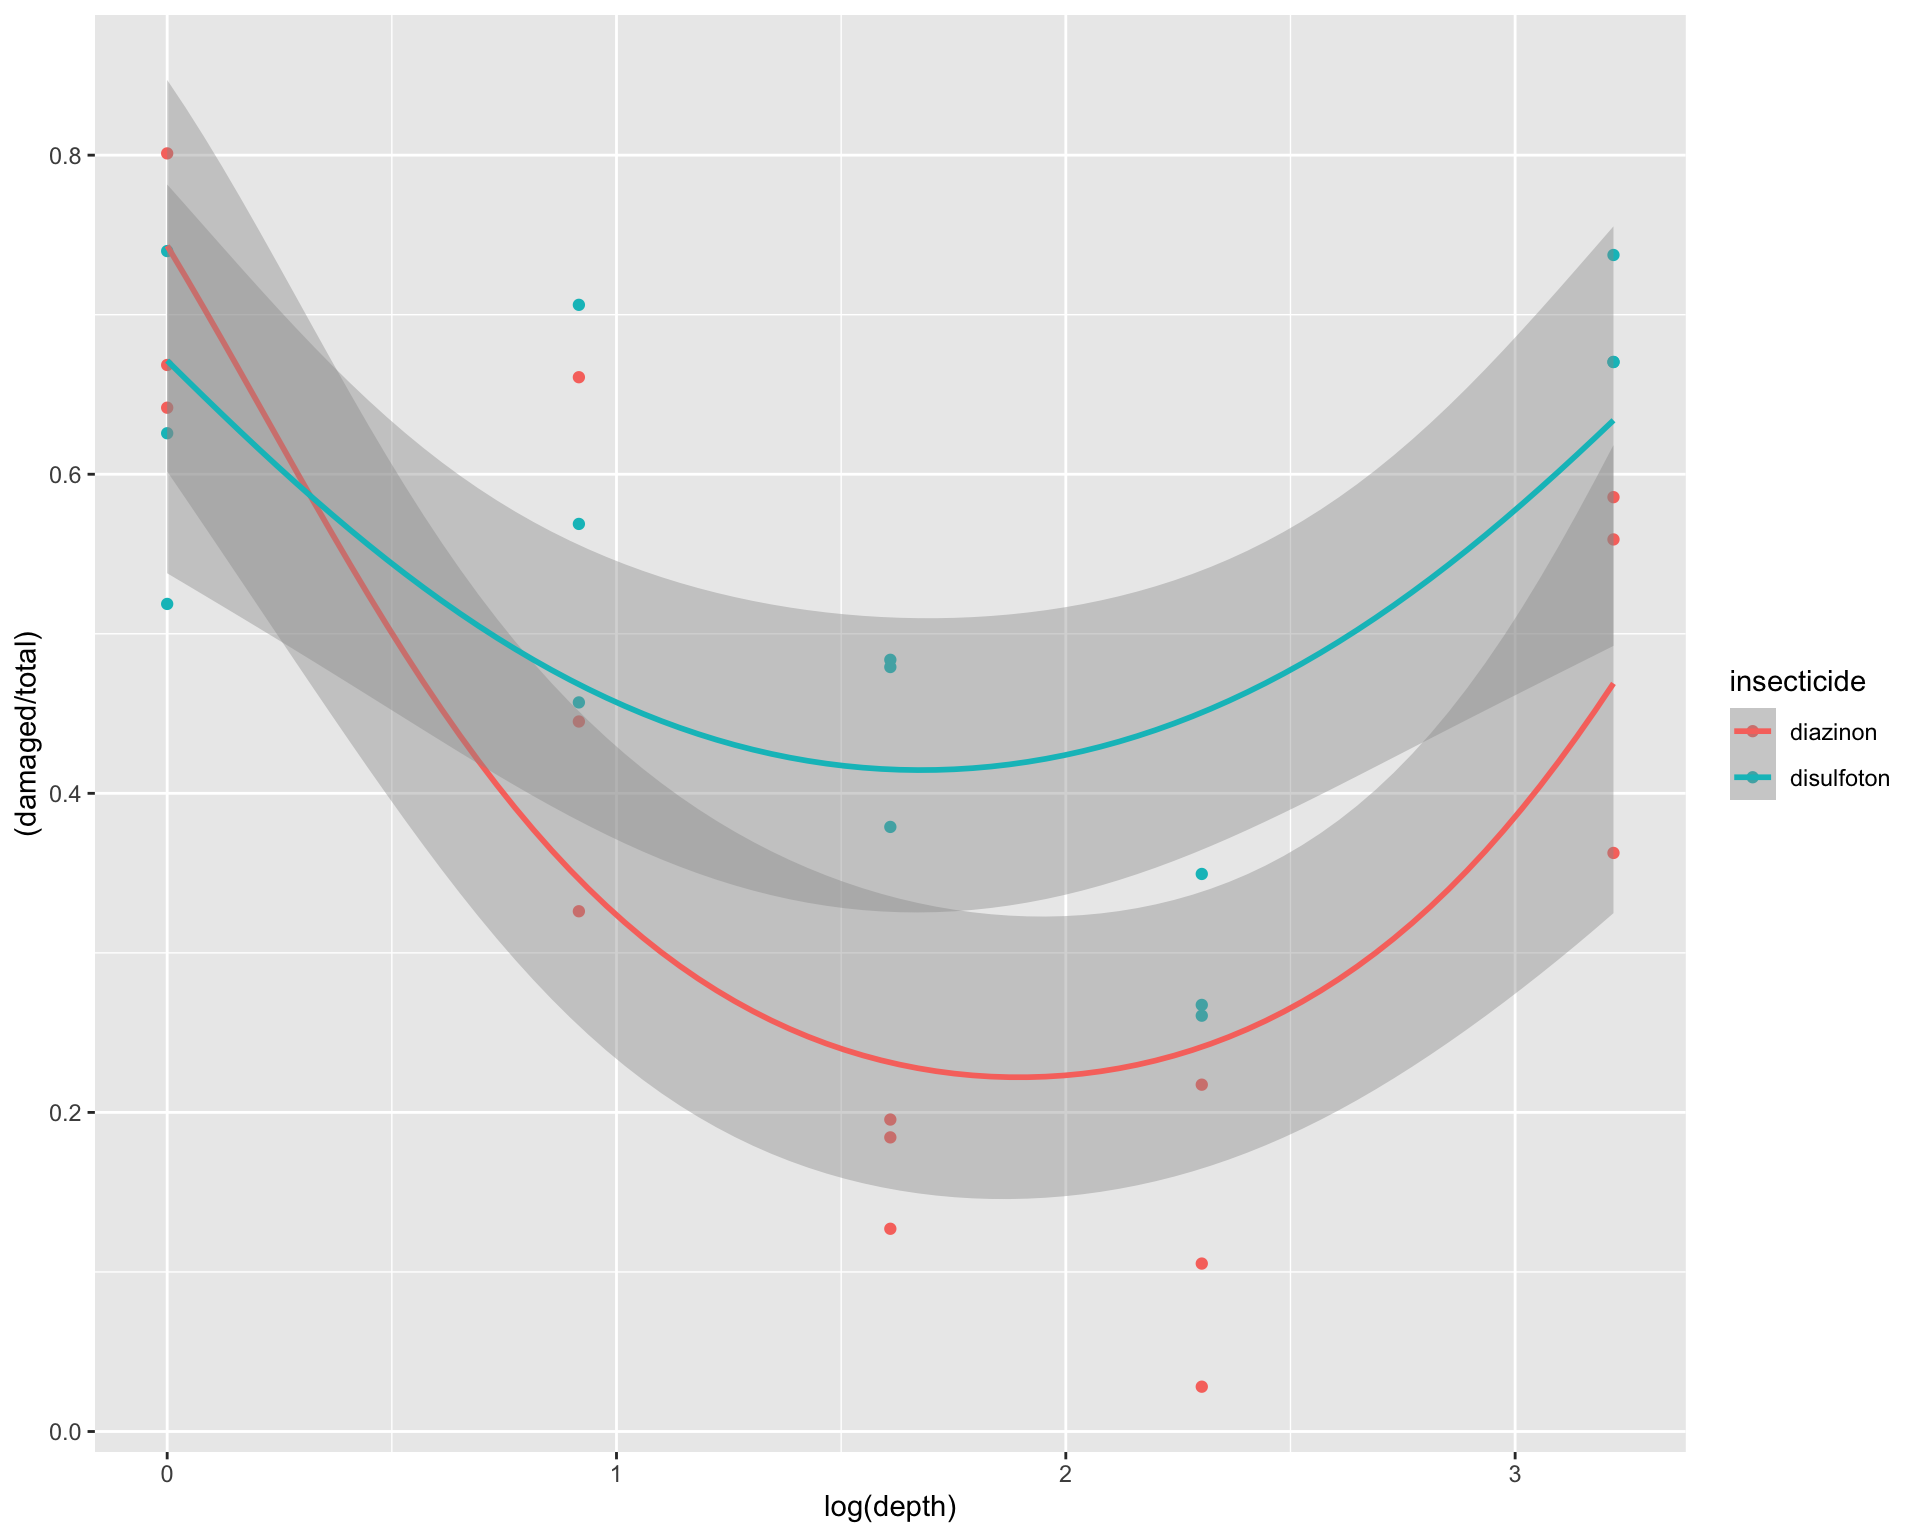 (damaged/total)
0.8
0.6
0.4
0.2
0.0
0 1 2 3
log(depth)
insecticide
diazinon
disulfoton